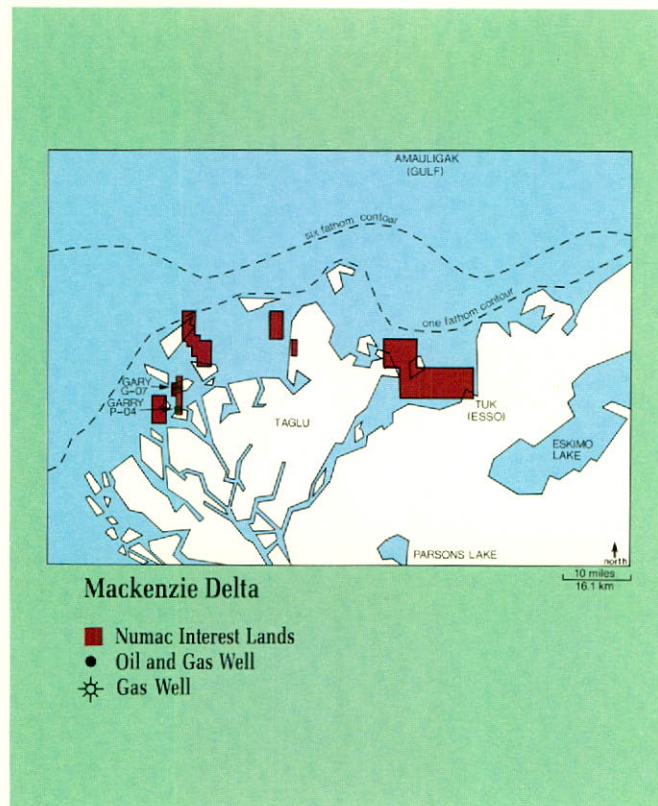 AMAULIGAK
(GULF)
six fathom contour
one fathom contour
GARY
G-07
GARRY
P-04
TAGLU
TUK
(ESSO)
ESKIMO
LAKE
PARSONS LAKE
north
10 miles
16.1 km
Mackenzie Delta
Numac Interest Lands
Oil and Gas Well
Gas Well